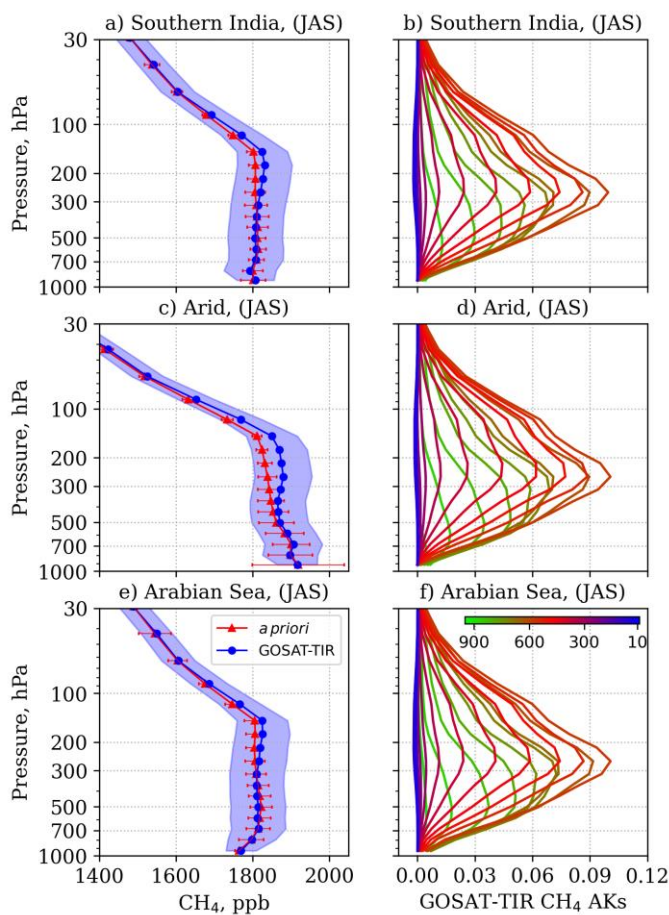 a) Southern India, (JAS)
b) Southern India, (JAS)
30
100
200
300
500
700
1000
Pressure, hPa
c) Arid, (JAS)
d) Arid, (JAS)
30
100
200
300
500
700
1000
Pressure, hPa
e) Arabian Sea, (JAS)
f) Arabian Sea, (JAS)
30
100
200
300
500
700
1000
Pressure, hPa
a priori
GOSAT-TIR
900 600 300 10
1400 1600 1800 2000
CH₄, ppb
0.00 0.03 0.06 0.09 0.12
GOSAT-TIR CH₄ AKs